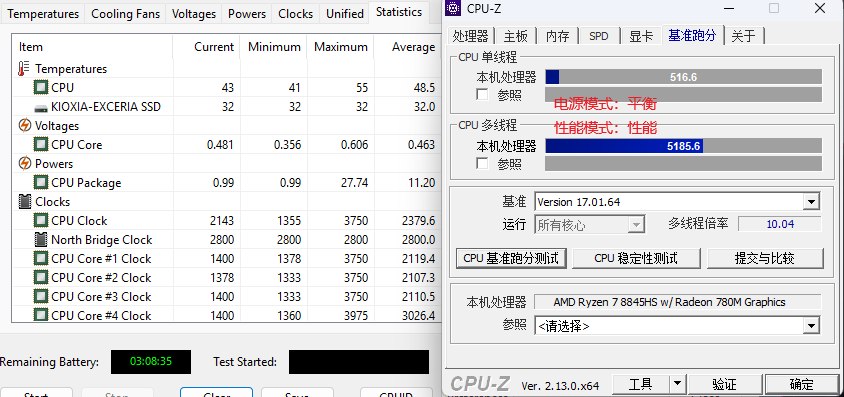 Temperatures Cooling Fans Voltages Powers Clocks Unified Statistics
Item Current Minimum Maximum Average
Temperatures
CPU 43 41 55 48.5
KIOXIA-EXCERIA SSD 32 32 32 32.0
Voltages
CPU Core 0.481 0.356 0.606 0.463
Powers
CPU Package 0.99 0.99 27.74 11.20
Clocks
CPU Clock 2143 1355 3750 2379.6
North Bridge Clock 2800 2800 2800 2800.0
CPU Core #1 Clock 1400 1378 3750 2119.4
CPU Core #2 Clock 1378 1333 3750 2107.3
CPU Core #3 Clock 1400 1333 3750 2110.5
CPU Core #4 Clock 1400 1360 3975 3026.4
Remaining Battery: 03:08:35 Test Started:
Start Stop Clear Save CPUID
CPU-Z
处理器 主板 内存 SPD 显卡 基准跑分 关于
CPU 单线程
本机处理器 516.6
参照
电源模式：平衡
性能模式：性能
CPU 多线程
本机处理器 5185.6
参照
基准 Version 17.01.64
运行 所有核心 多线程倍率 10.04
CPU 基准跑分测试 CPU 稳定性测试 提交与比较
本机处理器 AMD Ryzen 7 8845HS w/ Radeon 780M Graphics
参照 <请选择>
CPU-Z Ver. 2.13.0.x64 工具 验证 确定